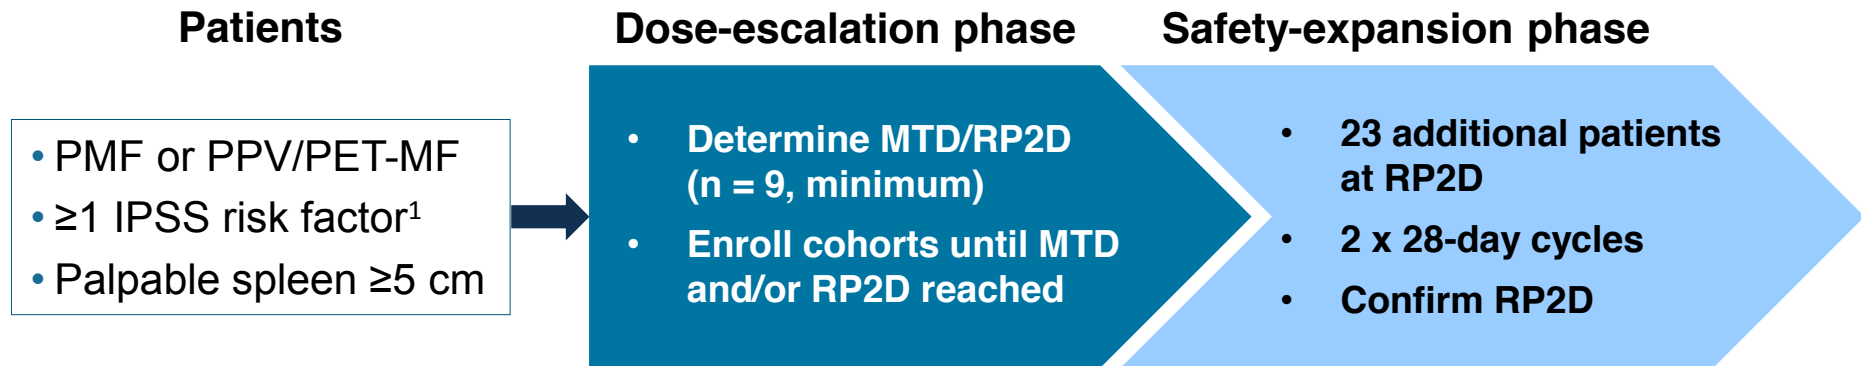 Patients
• PMF or PPV/PET-MF
• ≥1 IPSS risk factor¹
• Palpable spleen ≥5 cm
Dose-escalation phase
• Determine MTD/RP2D
(n = 9, minimum)
• Enroll cohorts until MTD
and/or RP2D reached
Safety-expansion phase
• 23 additional patients
at RP2D
• 2 x 28-day cycles
• Confirm RP2D